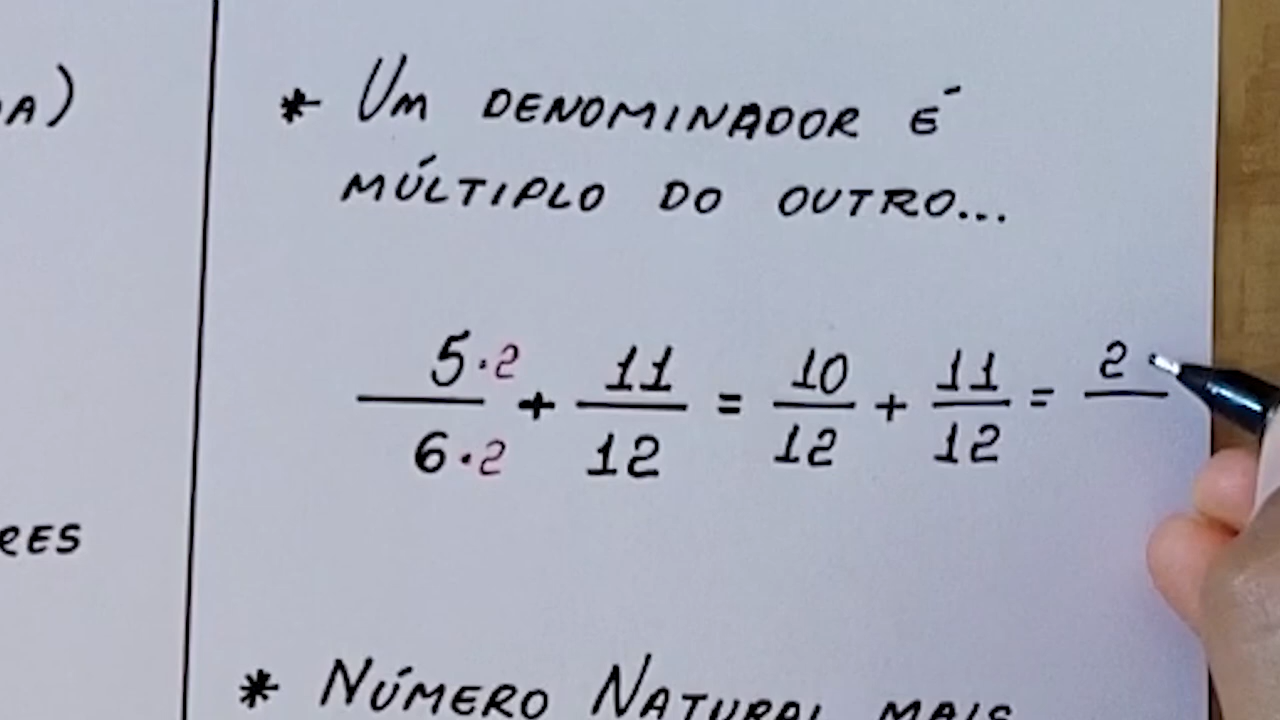 DA)
* UM DENOMINADOR É
MÚLTIPLO DO OUTRO...
5·2/6·2 + 11/12 = 10/12 + 11/12 = 2
RES
* NÚMERO NATURAL MAIS